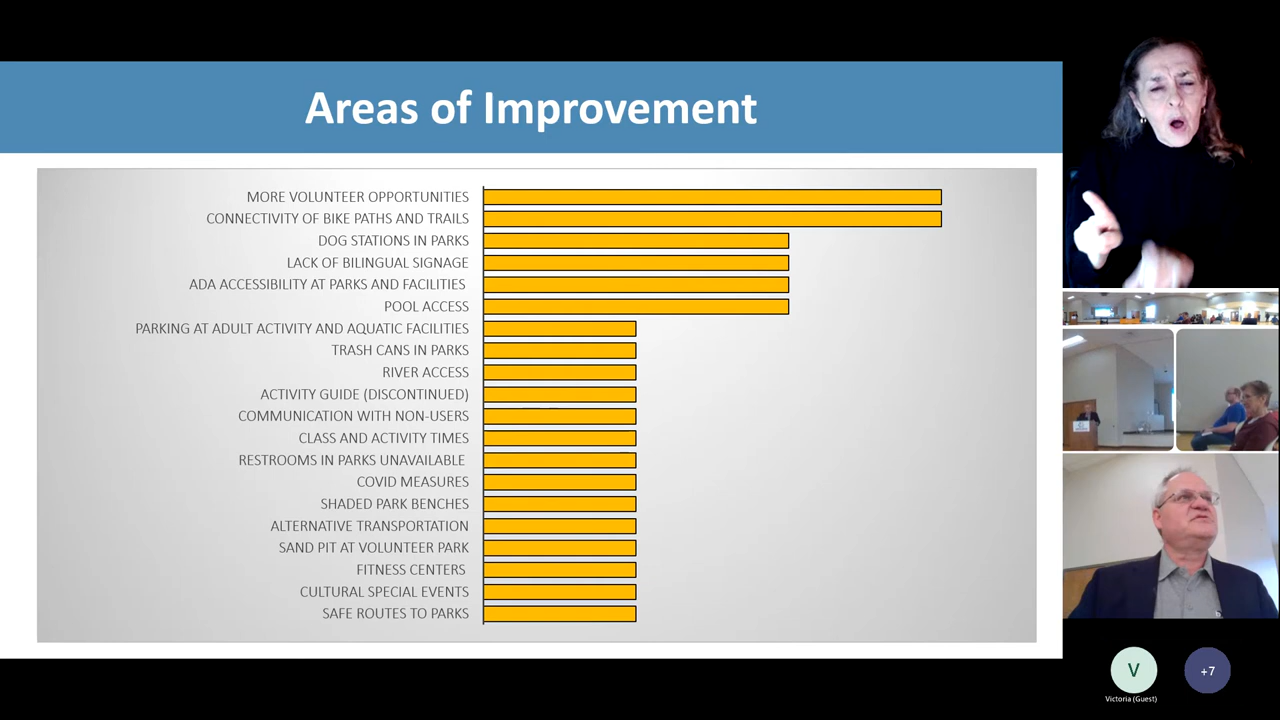 Areas of Improvement
MORE VOLUNTEER OPPORTUNITIES
CONNECTIVITY OF BIKE PATHS AND TRAILS
DOG STATIONS IN PARKS
LACK OF BILINGUAL SIGNAGE
ADA ACCESSIBILITY AT PARKS AND FACILITIES
POOL ACCESS
PARKING AT ADULT ACTIVITY AND AQUATIC FACILITIES
TRASH CANS IN PARKS
RIVER ACCESS
ACTIVITY GUIDE (DISCONTINUED)
COMMUNICATION WITH NON-USERS
CLASS AND ACTIVITY TIMES
RESTROOMS IN PARKS UNAVAILABLE
COVID MEASURES
SHADED PARK BENCHES
ALTERNATIVE TRANSPORTATION
SAND PIT AT VOLUNTEER PARK
FITNESS CENTERS
CULTURAL SPECIAL EVENTS
SAFE ROUTES TO PARKS
V
+7
Victoria (Guest)